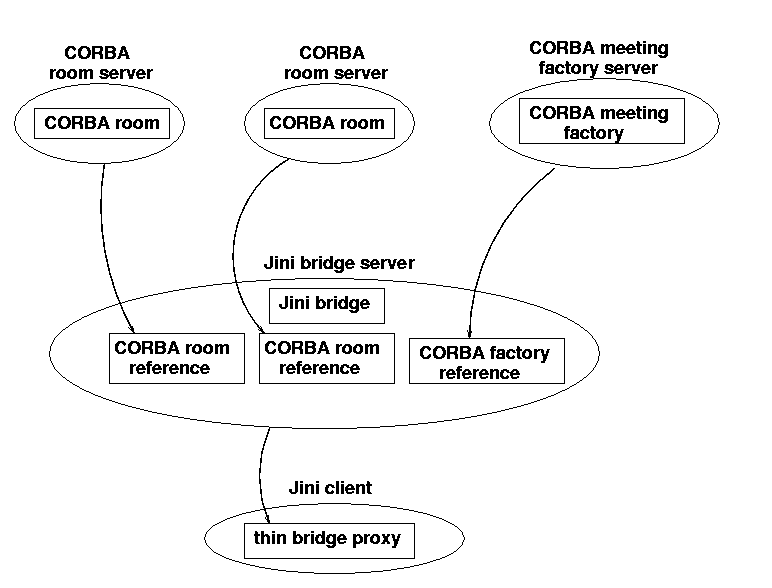 CORBA
room server
CORBA
room server
CORBA meeting
factory server
CORBA room
CORBA room
CORBA meeting
factory
Jini bridge server
Jini bridge
CORBA room
reference
CORBA room
reference
CORBA factory
reference
Jini client
thin bridge proxy